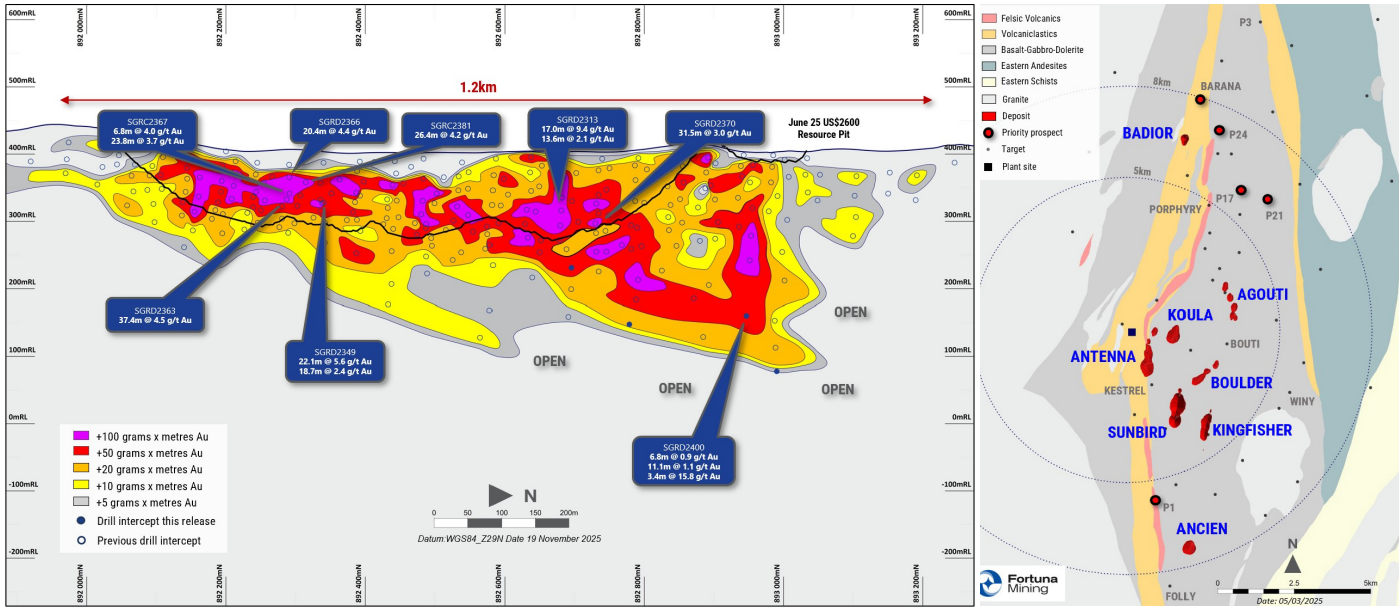 892 000mN
892 200mN
892 400mN
892 600mN
892 800mN
893 000mN
893 200mN
600mRL
600mRL
500mRL
500mRL
400mRL
400mRL
300mRL
300mRL
200mRL
200mRL
100mRL
100mRL
0mRL
0mRL
-100mRL
-100mRL
-200mRL
-200mRL
1.2km
SGRC2367
6.8m @ 4.0 g/t Au
23.8m @ 3.7 g/t Au
SGRD2366
20.4m @ 4.4 g/t Au
SGRC2381
26.4m @ 4.2 g/t Au
SGRD2313
17.0m @ 9.4 g/t Au
13.6m @ 2.1 g/t Au
SGRD2370
31.5m @ 3.0 g/t Au
June 25 US$2600
Resource Pit
SGRD2363
37.4m @ 4.5 g/t Au
SGRD2349
22.1m @ 5.6 g/t Au
18.7m @ 2.4 g/t Au
SGRD2400
6.8m @ 0.9 g/t Au
11.1m @ 1.1 g/t Au
3.4m @ 15.8 g/t Au
OPEN
OPEN
OPEN
OPEN
+100 grams x metres Au
+50 grams x metres Au
+20 grams x metres Au
+10 grams x metres Au
+5 grams x metres Au
Drill intercept this release
Previous drill intercept
N
0 50 100 150 200m
Datum:WGS84_Z29N Date 19 November 2025
892 000mN
892 200mN
892 400mN
892 600mN
892 800mN
893 000mN
893 200mN
Felsic Volcanics
Volcaniclastics
Basalt-Gabbro-Dolerite
Eastern Andesites
Eastern Schists
Granite
Deposit
Priority prospect
Target
Plant site
P3
8km
BARANA
BADIOR
P24
5km
P17
PORPHYRY
P21
AGOUTI
KOULA
ANTENNA
BOUTI
BOULDER
KESTREL
WINY
SUNBIRD
KINGFISHER
P1
ANCIEN
FOLLY
N
0 2.5 5km
Date: 05/03/2025
Fortuna
Mining